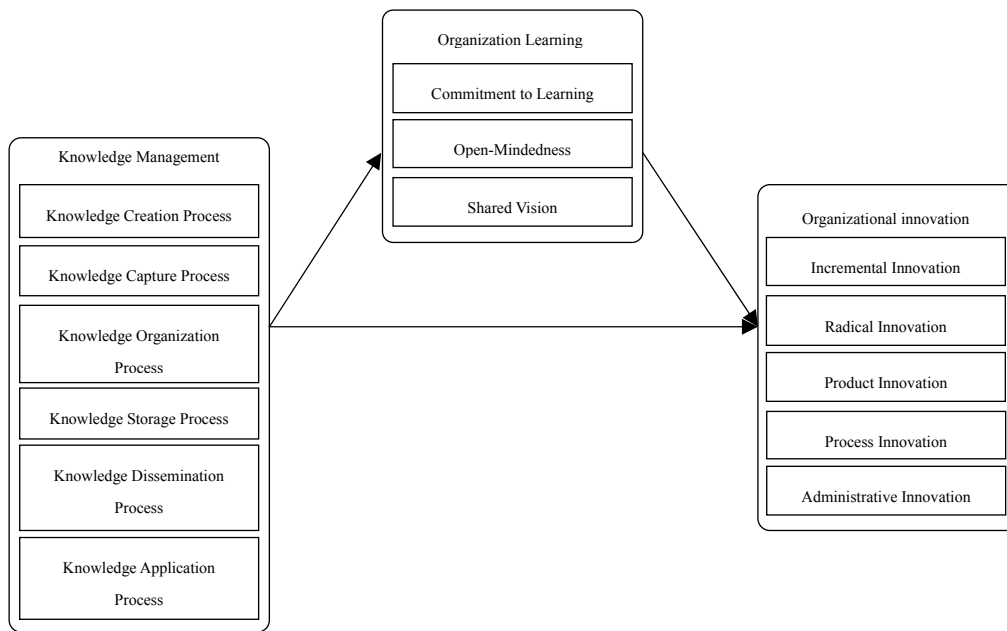 Organization Learning
Commitment to Learning
Open-Mindedness
Shared Vision
Knowledge Management
Knowledge Creation Process
Knowledge Capture Process
Knowledge Organization
Process
Knowledge Storage Process
Knowledge Dissemination
Process
Knowledge Application
Process
Organizational innovation
Incremental Innovation
Radical Innovation
Product Innovation
Process Innovation
Administrative Innovation